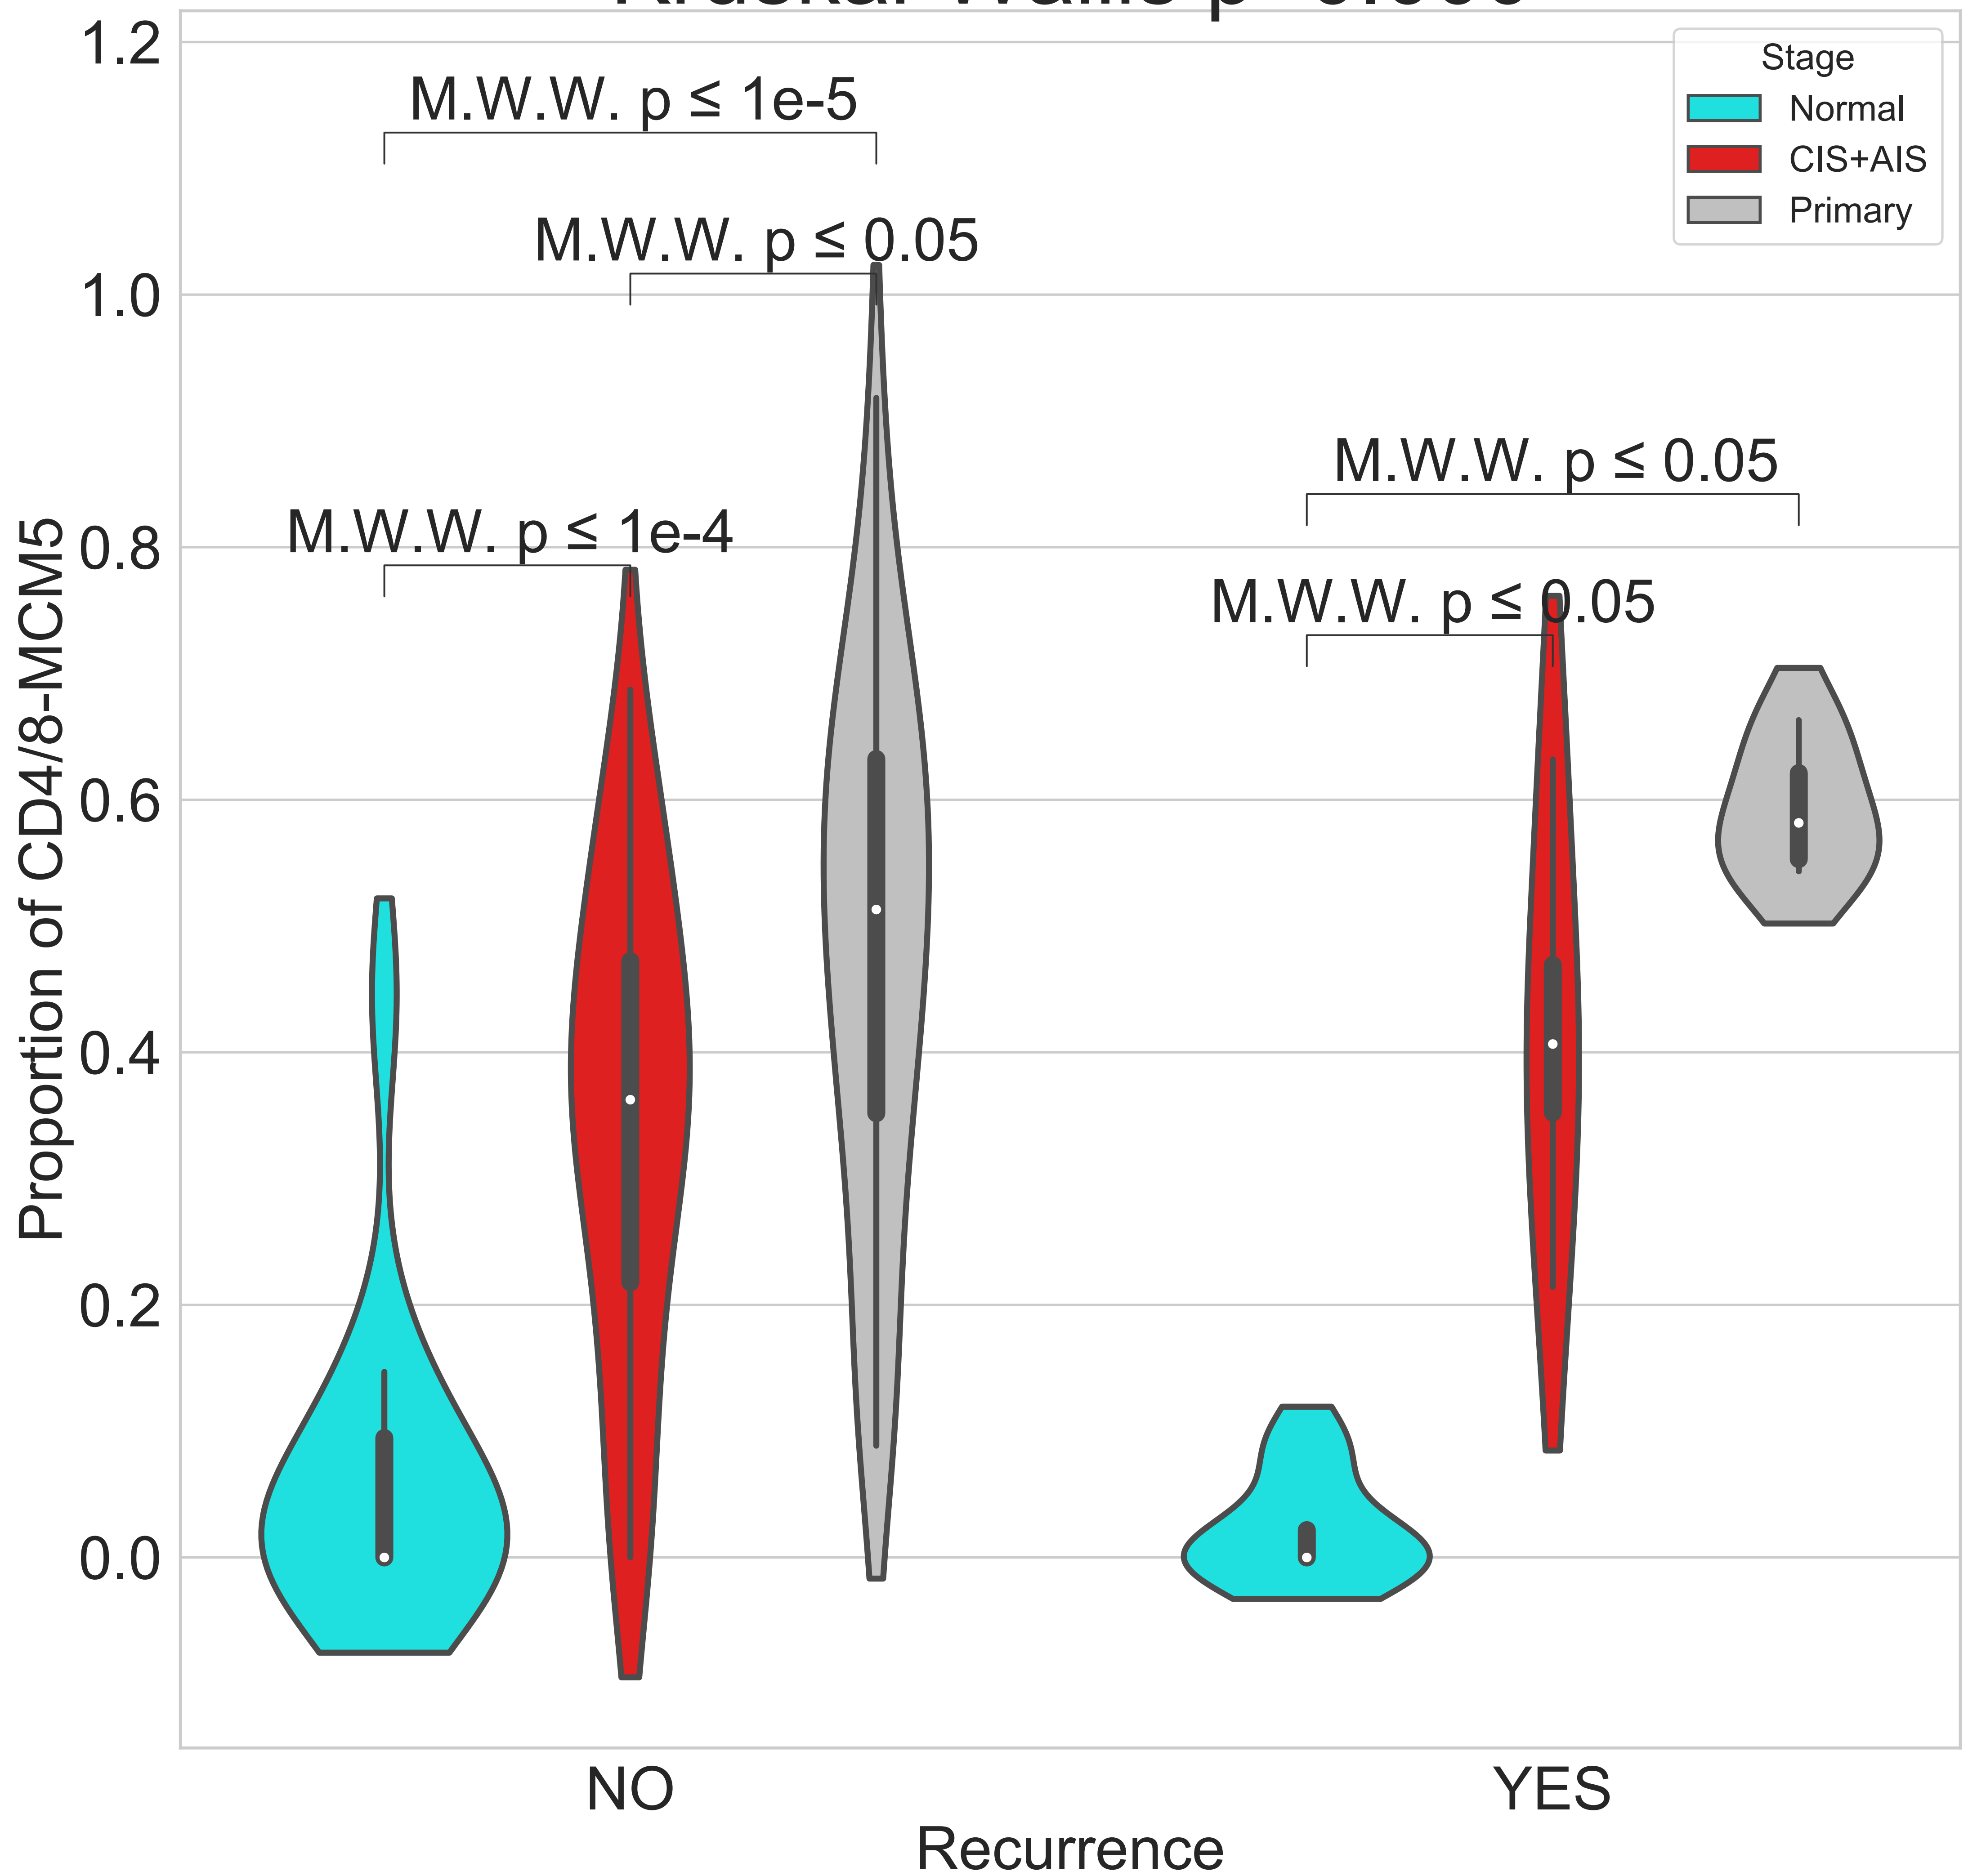 Stage
Normal
CIS+AIS
Primary
M.W.W. p ≤ 1e-5
M.W.W. p ≤ 0.05
M.W.W. p ≤ 1e-4
M.W.W. p ≤ 0.05
M.W.W. p ≤ 0.05
Proportion of CD4/8-MCM5
1.2
1.0
0.8
0.6
0.4
0.2
0.0
NO
YES
Recurrence